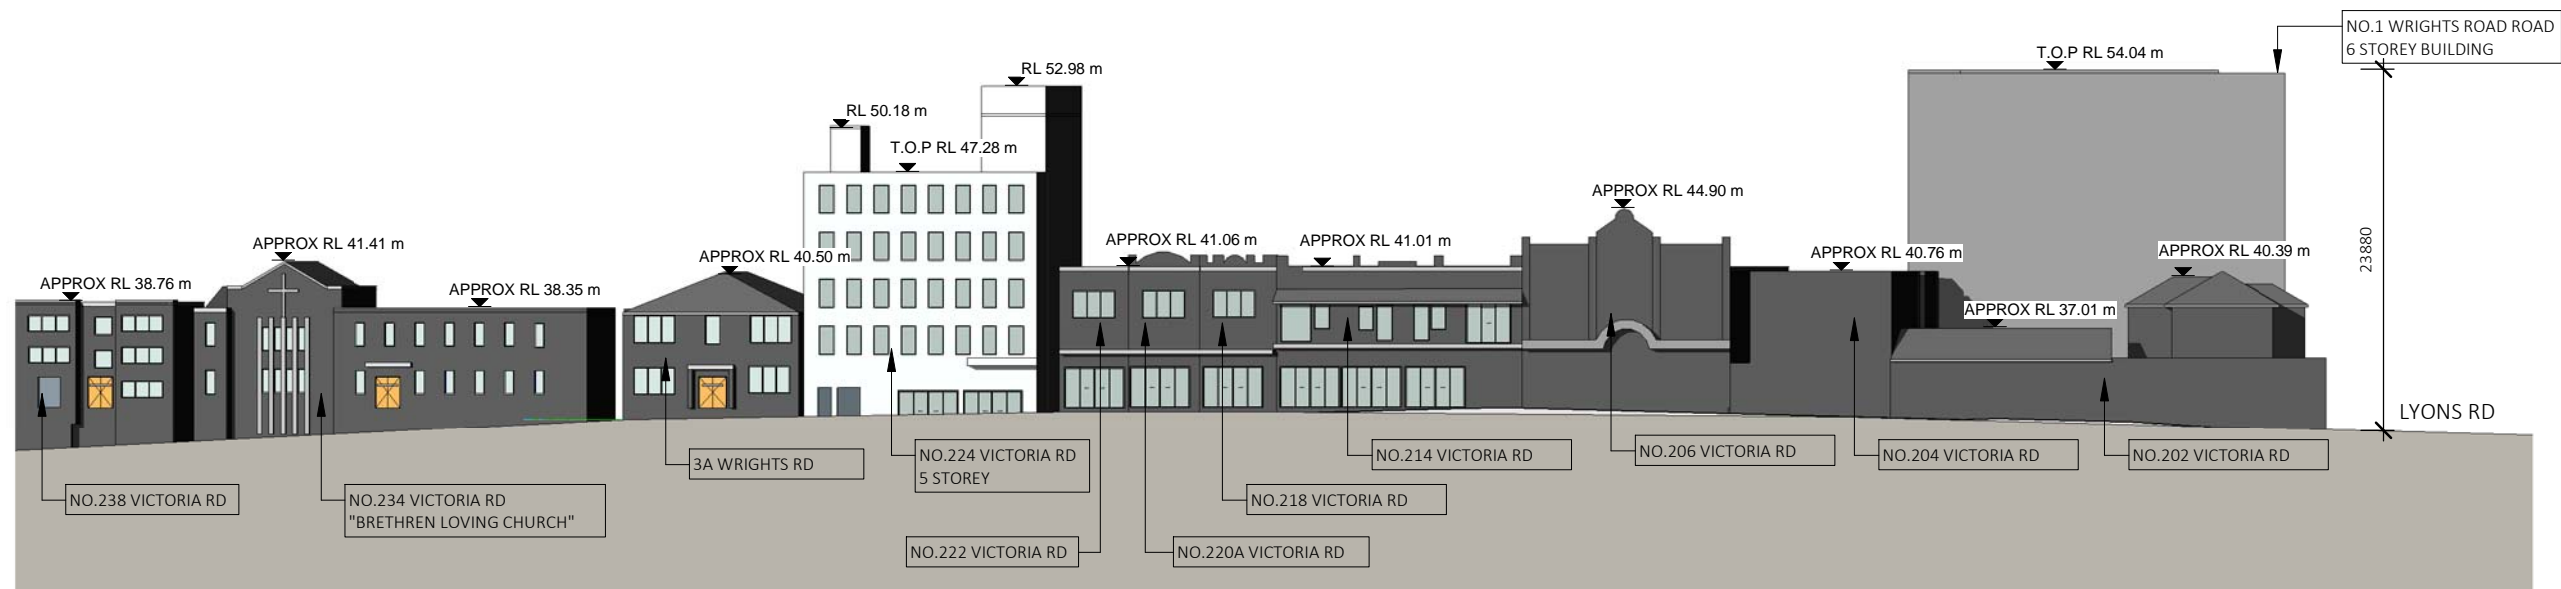 NO.1 WRIGHTS ROAD ROAD
6 STOREY BUILDING
T.O.P RL 54.04 m
RL 52.98 m
RL 50.18 m
T.O.P RL 47.28 m
APPROX RL 44.90 m
APPROX RL 41.41 m
APPROX RL 40.50 m
APPROX RL 41.06 m
APPROX RL 41.01 m
APPROX RL 40.76 m
APPROX RL 40.39 m
APPROX RL 38.76 m
APPROX RL 38.35 m
APPROX RL 37.01 m
23880
LYONS RD
3A WRIGHTS RD
NO.224 VICTORIA RD
5 STOREY
NO.214 VICTORIA RD
NO.206 VICTORIA RD
NO.204 VICTORIA RD
NO.202 VICTORIA RD
NO.238 VICTORIA RD
NO.234 VICTORIA RD
"BRETHREN LOVING CHURCH"
NO.218 VICTORIA RD
NO.222 VICTORIA RD
NO.220A VICTORIA RD